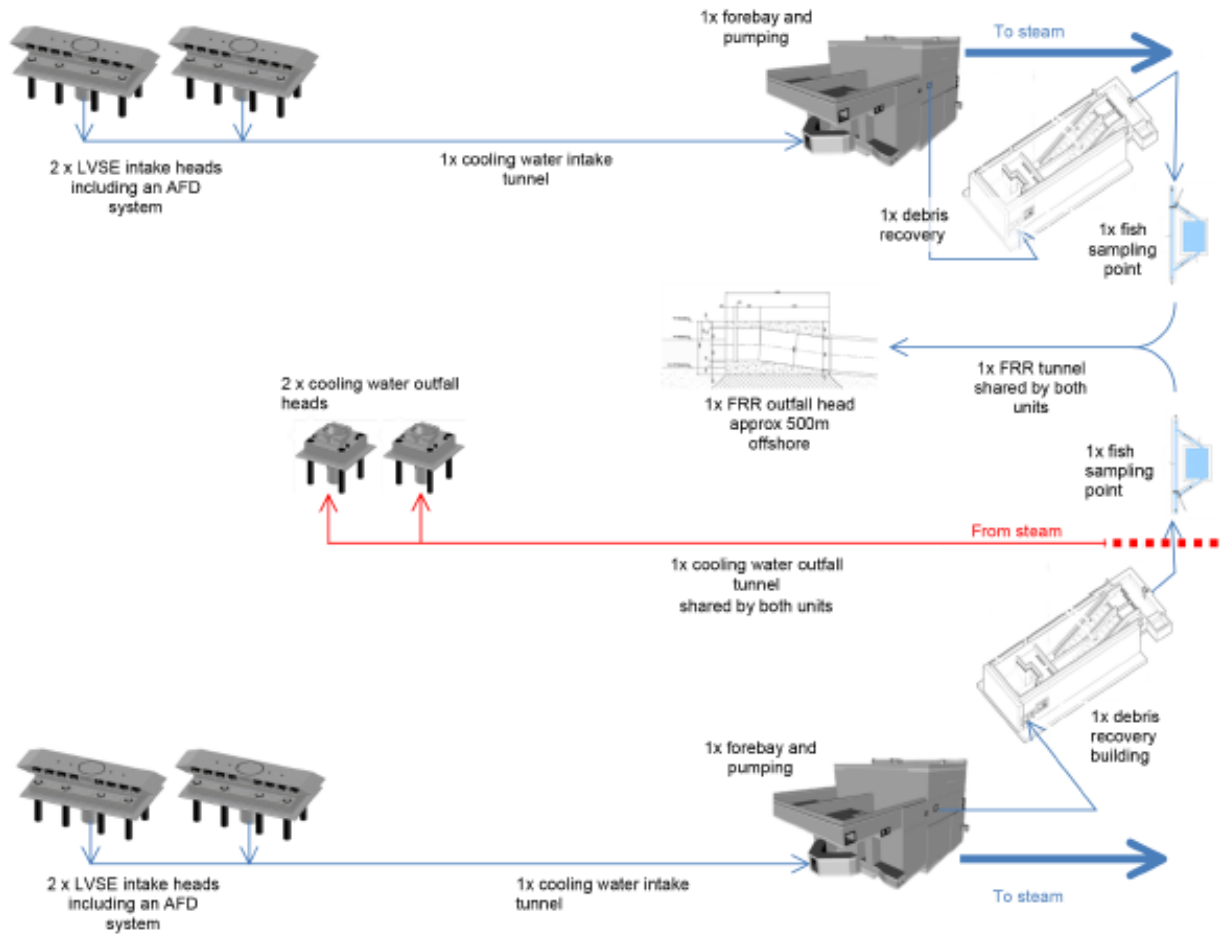 1x forebay and
pumping
To steam
2 x LVSE intake heads
including an AFD
system
1x cooling water intake
tunnel
1x debris
recovery
1x fish
sampling
point
2 x cooling water outfall
heads
1x FRR outfall head
approx 500m
offshore
1x FRR tunnel
shared by both
units
1x fish
sampling
point
From steam
1x cooling water outfall
tunnel
shared by both units
1x debris
recovery
building
1x forebay and
pumping
2 x LVSE intake heads
including an AFD
system
1x cooling water intake
tunnel
To steam